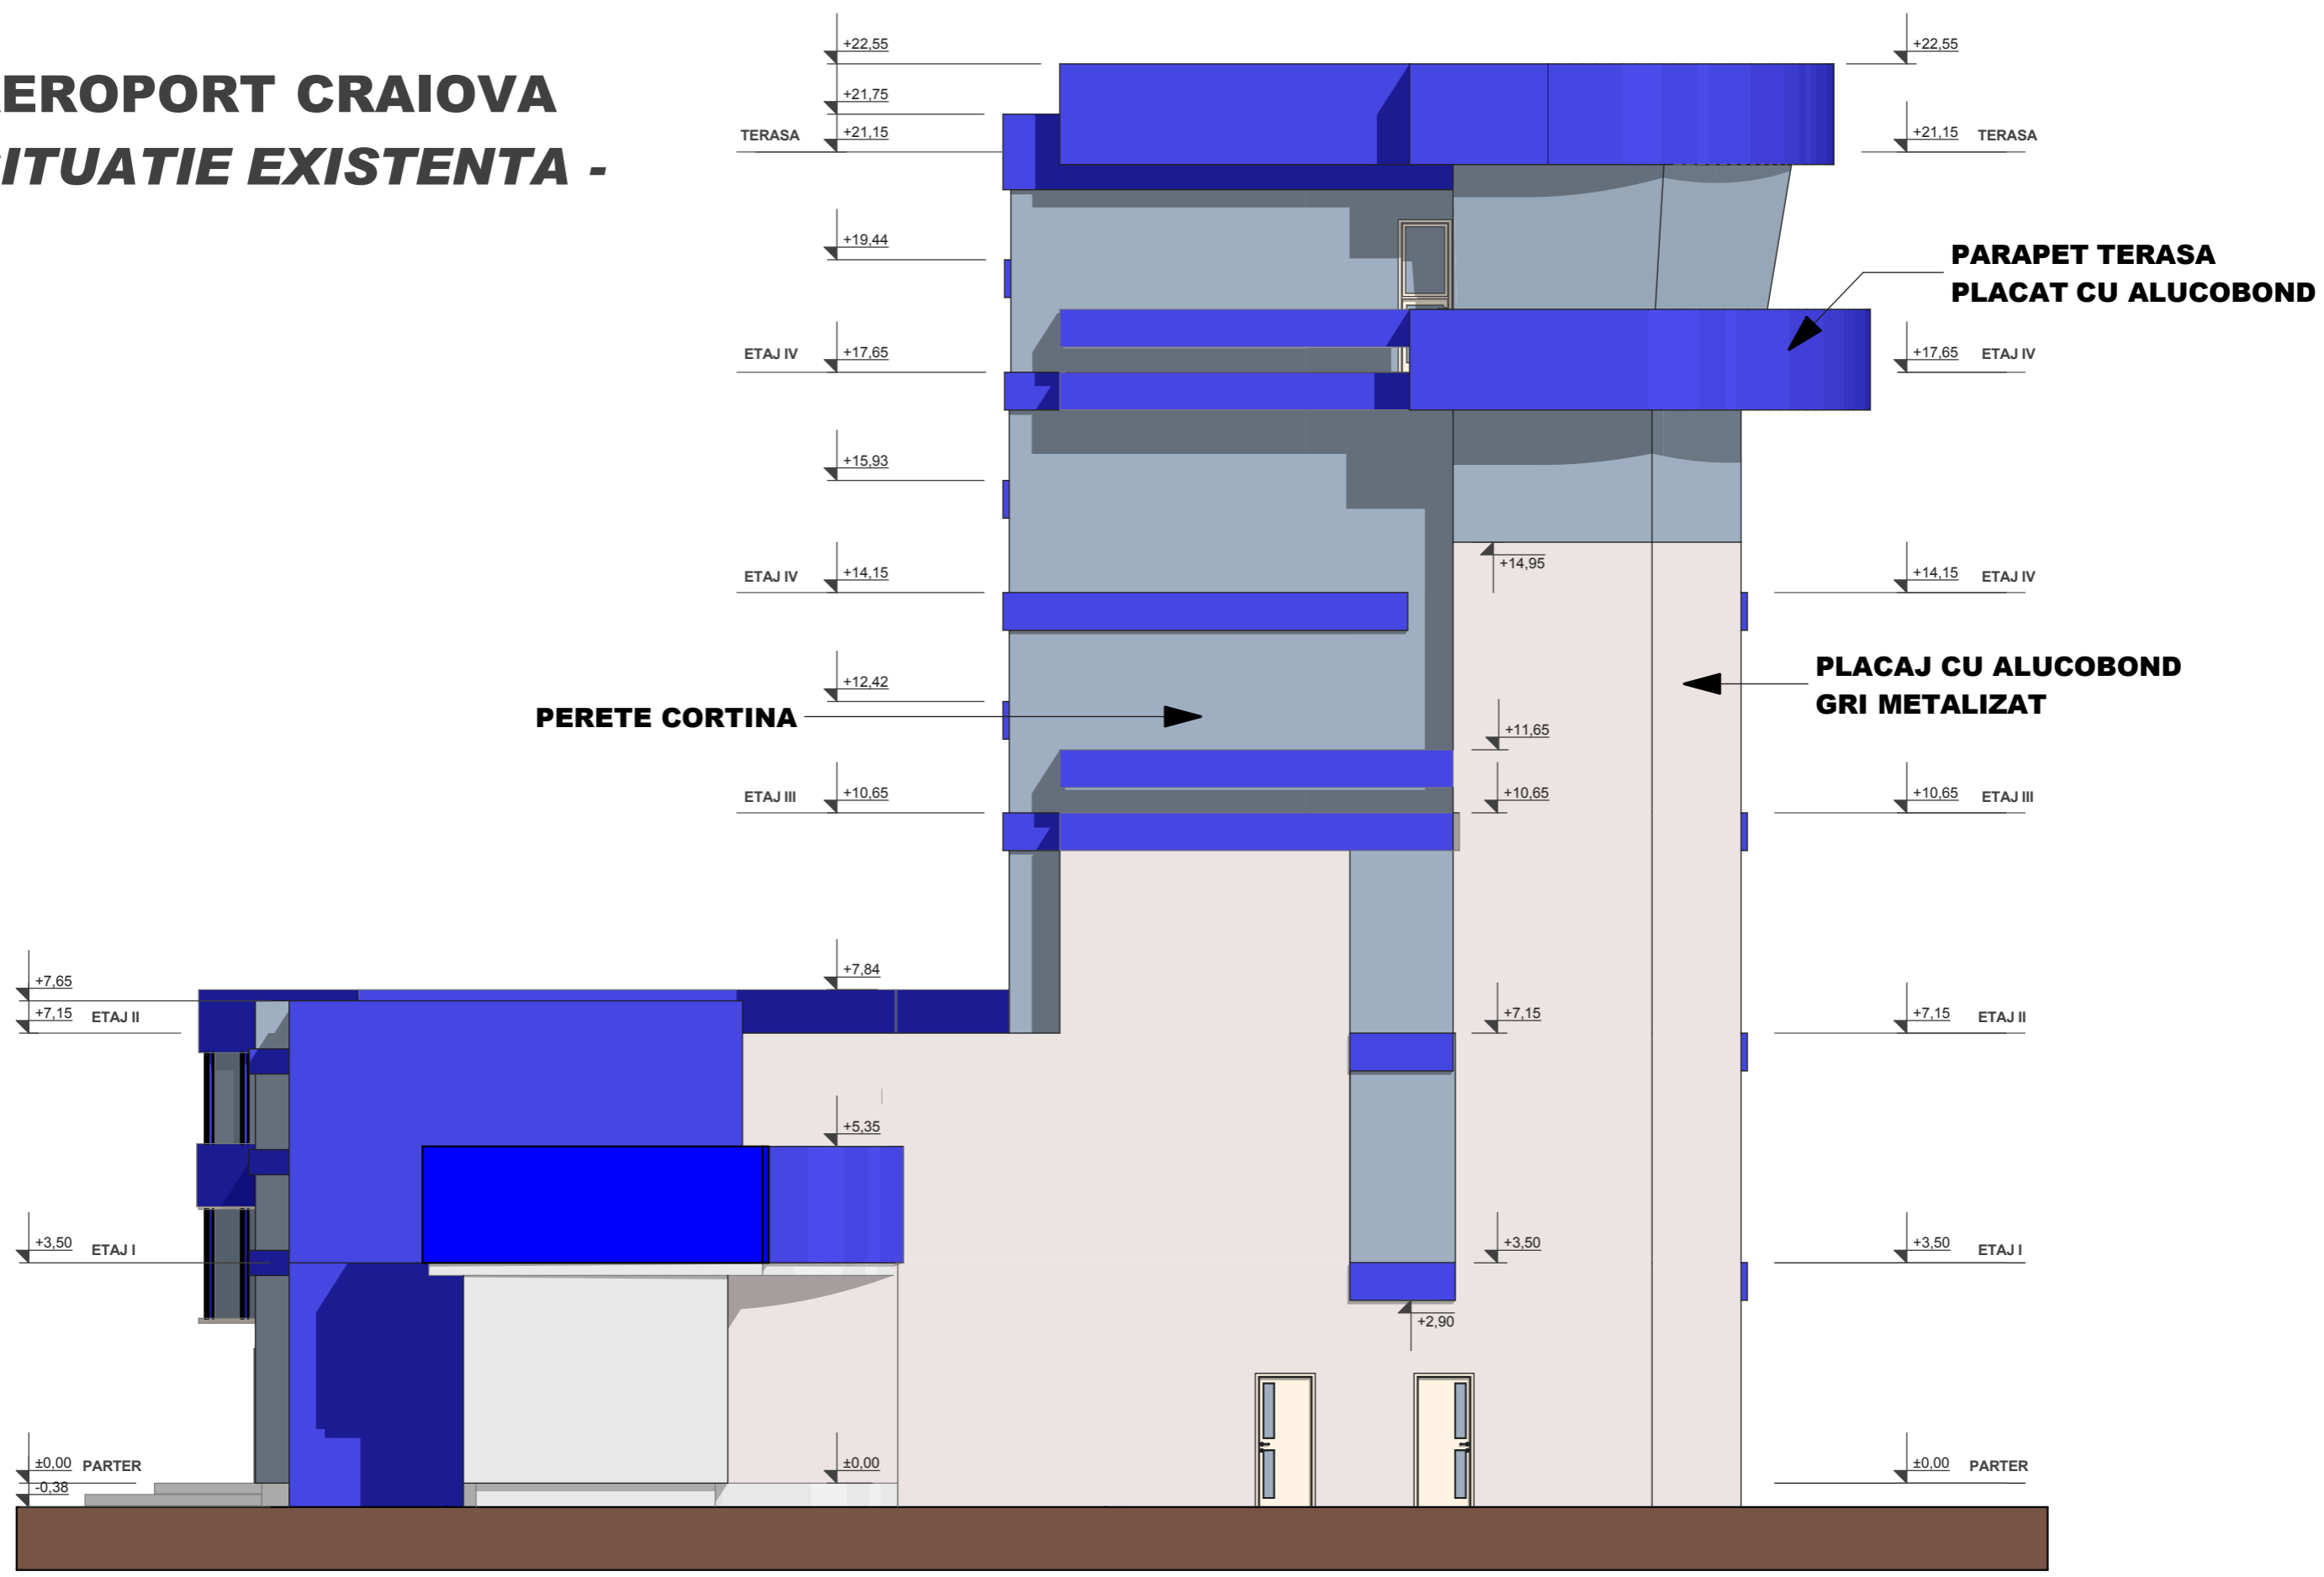 EROPORT CRAIOVA
SITUATIE EXISTENTA -
+22,55
+21,75
TERASA +21,15
+19,44
ETAJ IV +17,65
+15,93
ETAJ IV +14,15
+12,42
ETAJ III +10,65
+7,84
+5,35
±0,00
+22,55
+21,15 TERASA
PARAPET TERASA
PLACAT CU ALUCOBOND
+17,65 ETAJ IV
+14,95
+14,15 ETAJ IV
PLACAJ CU ALUCOBOND
GRI METALIZAT
PERETE CORTINA
+11,65
+10,65
+10,65 ETAJ III
+7,65
+7,15 ETAJ II
+7,15
+7,15 ETAJ II
+3,50 ETAJ I
+3,50
+3,50 ETAJ I
+2,90
±0,00 PARTER
-0,38
±0,00 PARTER